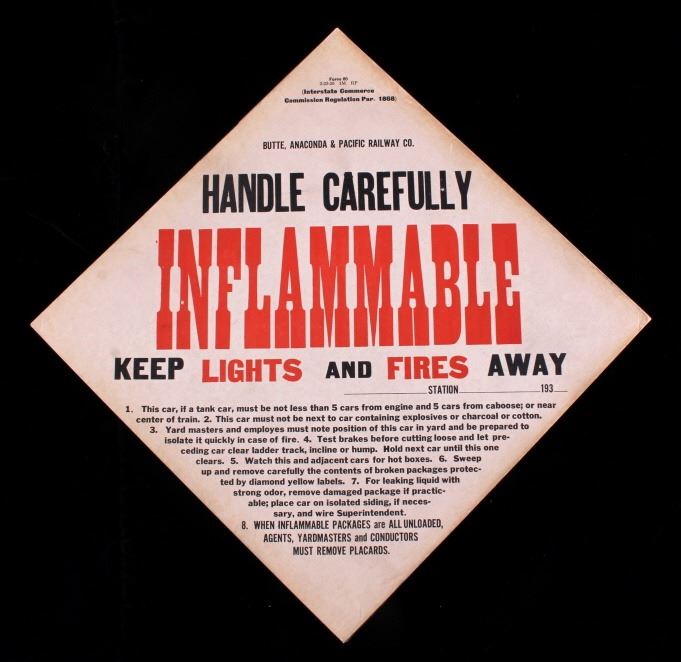 Form 60
(Interstate Commerce
Commission Regulation Par. 1868)
BUTTE, ANACONDA & PACIFIC RAILWAY CO.
HANDLE CAREFULLY
INFLAMMABLE
KEEP LIGHTS AND FIRES AWAY
STATION 193
1. This car, if a tank car, must be not less than 5 cars from engine and 5 cars from caboose; or near
center of train. 2. This car must not be next to car containing explosives or charcoal or cotton.
3. Yard masters and employes must note position of this car in yard and be prepared to
isolate it quickly in case of fire. 4. Test brakes before cutting loose and let pre-
ceding car clear ladder track, incline or hump. Hold next car until this one
clears. 5. Watch this and adjacent cars for hot boxes. 6. Sweep
up and remove carefully the contents of broken packages protec-
ted by diamond yellow labels. 7. For leaking liquid with
strong odor, remove damaged package if practic-
able; place car on isolated siding, if neces-
sary, and wire Superintendent.
8. WHEN INFLAMMABLE PACKAGES are ALL UNLOADED,
AGENTS, YARDMASTERS and CONDUCTORS
MUST REMOVE PLACARDS.